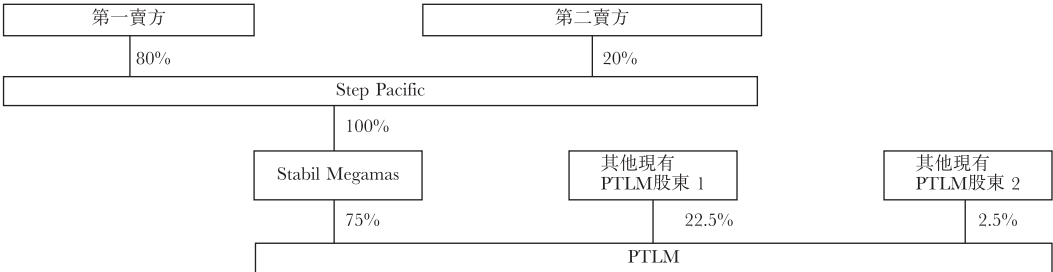 第一賣方
第二賣方
80%
20%
Step Pacific
100%
Stabil Megamas
其他現有
PTLM股東 1
其他現有
PTLM股東 2
75%
22.5%
2.5%
PTLM